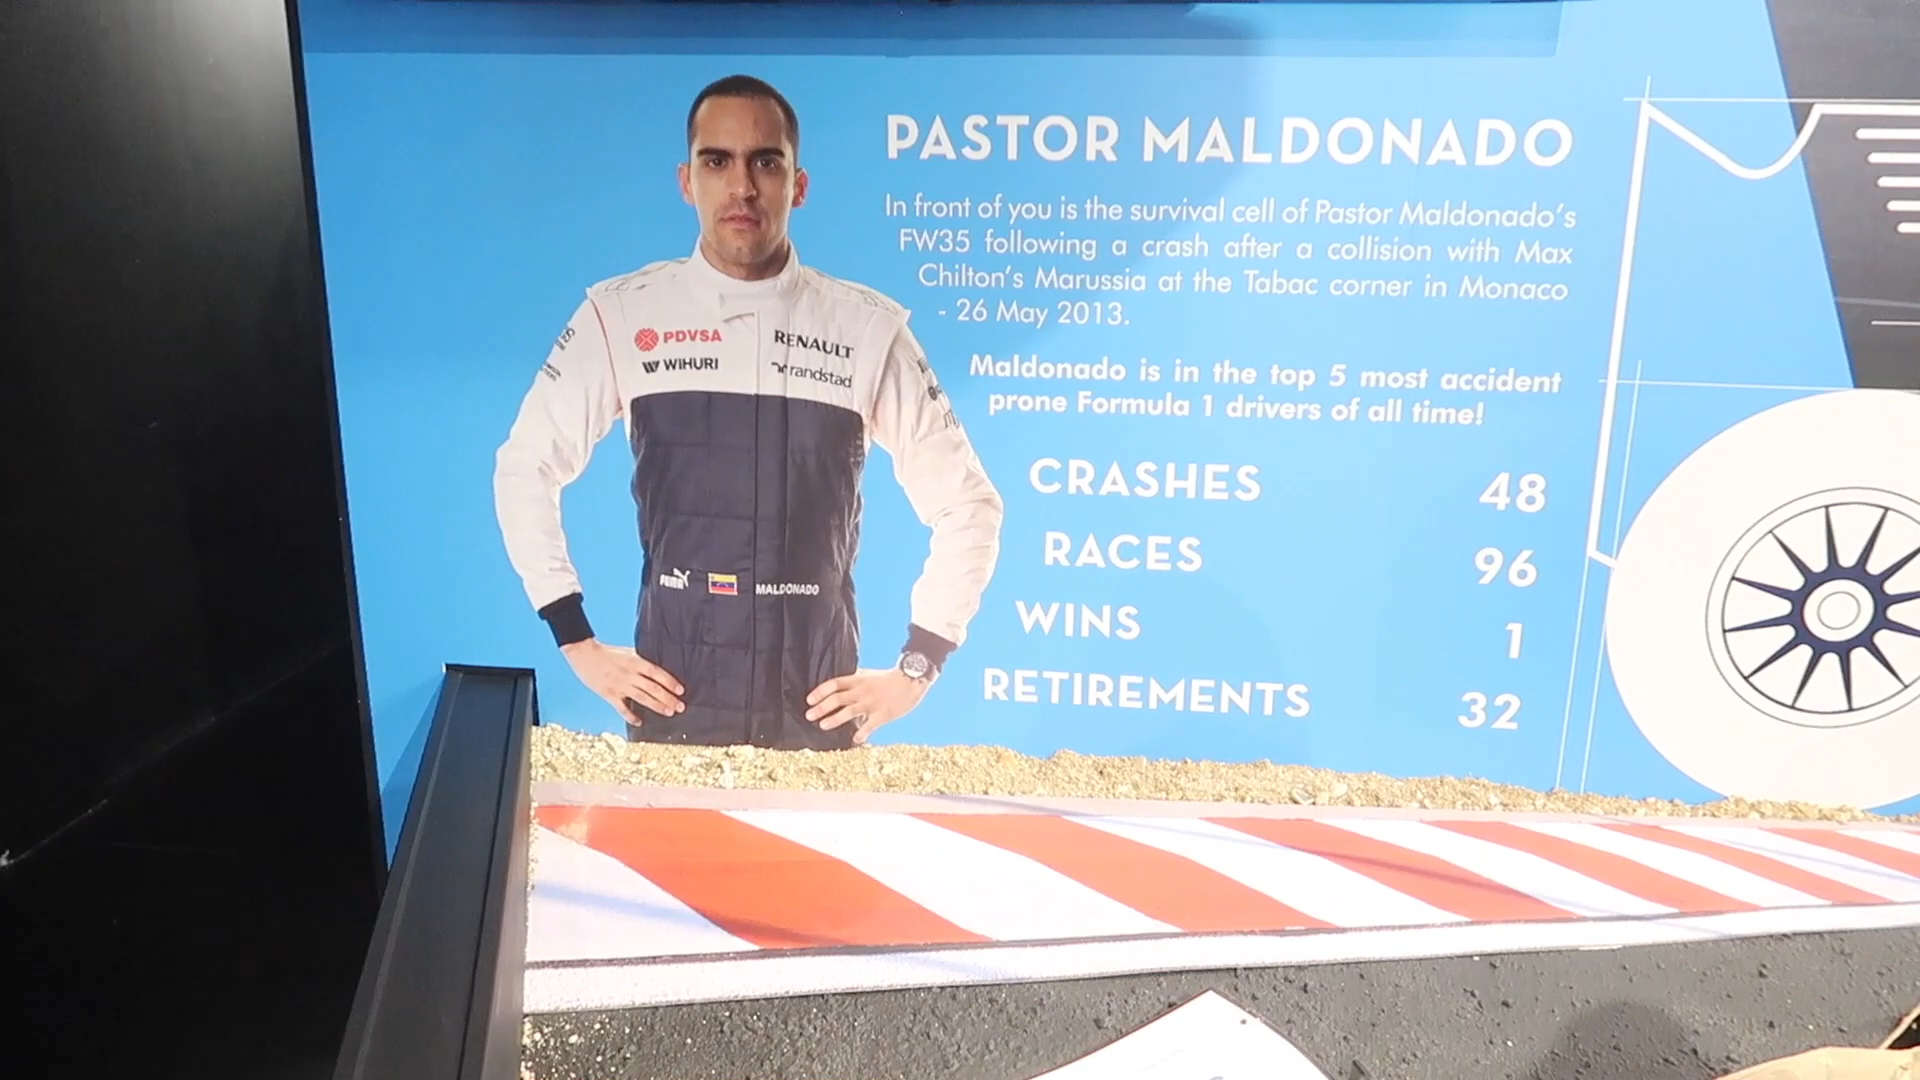 PASTOR MALDONADO
In front of you is the survival cell of Pastor Maldonado's
FW35 following a crash after a collision with Max
Chilton's Marussia at the Tabac corner in Monaco
- 26 May 2013.
Maldonado is in the top 5 most accident
prone Formula 1 drivers of all time!
CRASHES 48
RACES 96
WINS 1
RETIREMENTS 32
PDVSA
RENAULT
WIHURI
randstad
PUMA
MALDONADO